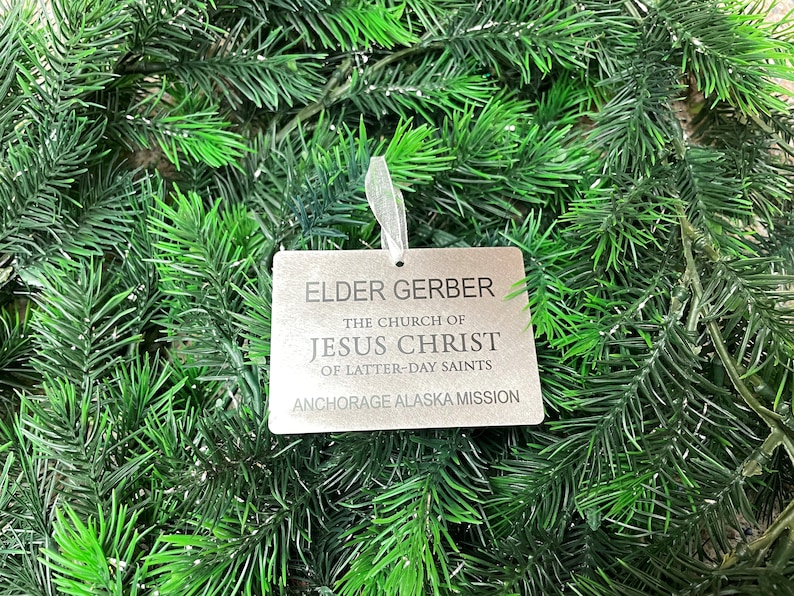 ELDER GERBER
THE CHURCH OF
JESUS CHRIST
OF LATTER-DAY SAINTS
ANCHORAGE ALASKA MISSION